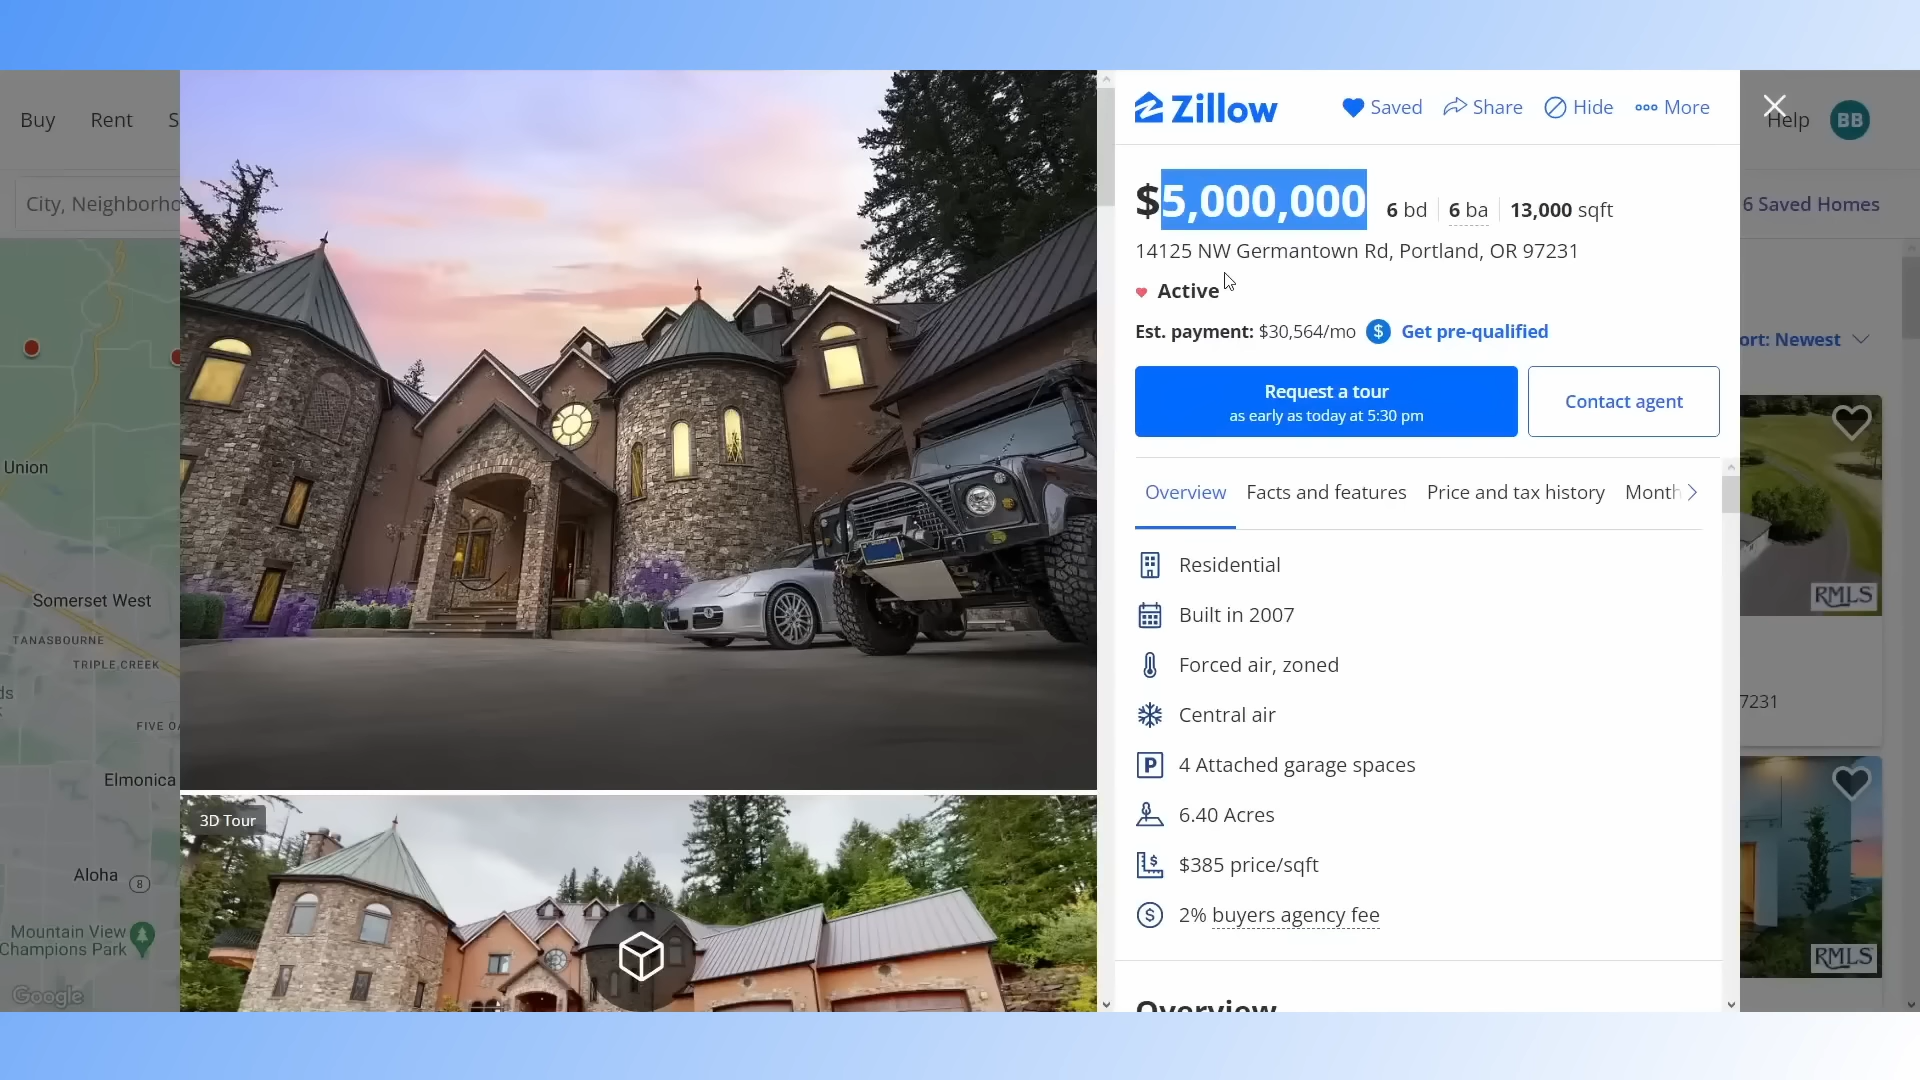 Buy
Rent
S
City, Neighborho
Union
Somerset West
TANASBOURNE
TRIPLE CREEK
ds
FIVE OA
Elmonica
Aloha
8
Mountain View
Champions Park
Google
3D Tour
Zillow
Saved
Share
Hide
More
$5,000,000
6 bd
6 ba
13,000 sqft
14125 NW Germantown Rd, Portland, OR 97231
Active
Est. payment: $30,564/mo
$
Get pre-qualified
Request a tour
as early as today at 5:30 pm
Contact agent
Overview
Facts and features
Price and tax history
Month
Residential
Built in 2007
Forced air, zoned
Central air
P
4 Attached garage spaces
6.40 Acres
$385 price/sqft
$
2% buyers agency fee
Overview
Help
BB
6 Saved Homes
ort: Newest
RMLS
7231
RMLS